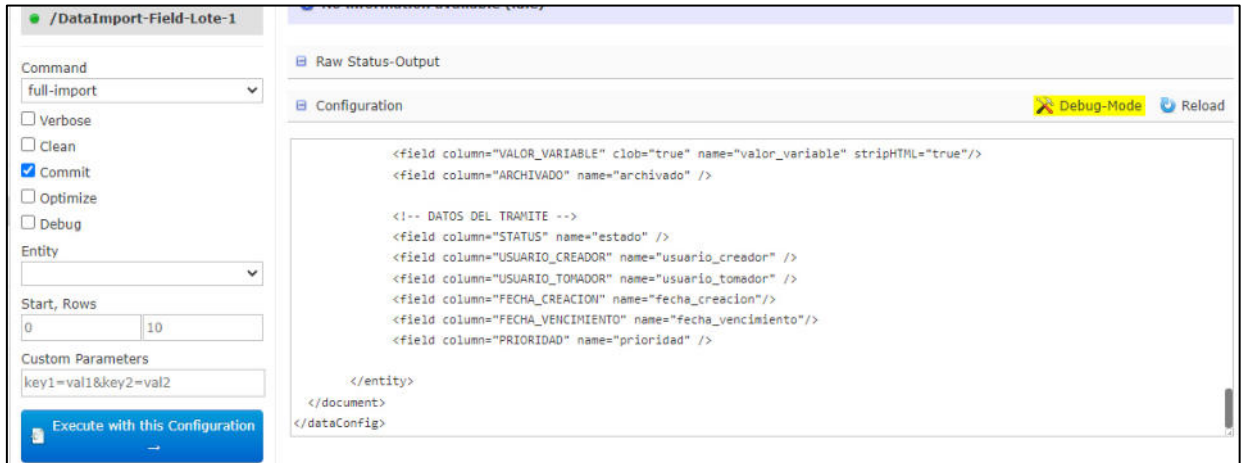 /DataImport-Field-Lote-1
Command
full-import
Verbose
Clean
Commit
Optimize
Debug
Entity
Start, Rows
0 10
Custom Parameters
key1=val1&key2=val2
Execute with this Configuration
→
No information available (idle)
Raw Status-Output
Configuration Debug-Mode Reload
<field column="VALOR_VARIABLE" clob="true" name="valor_variable" stripHTML="true"/>
<field column="ARCHIVADO" name="archivado" />
<!-- DATOS DEL TRAMITE -->
<field column="STATUS" name="estado" />
<field column="USUARIO_CREADOR" name="usuario_creador" />
<field column="USUARIO_TOMADOR" name="usuario_tomador" />
<field column="FECHA_CREACION" name="fecha_creacion"/>
<field column="FECHA_VENCIMIENTO" name="fecha_vencimiento"/>
<field column="PRIORIDAD" name="prioridad" />
</entity>
</document>
</dataConfig>